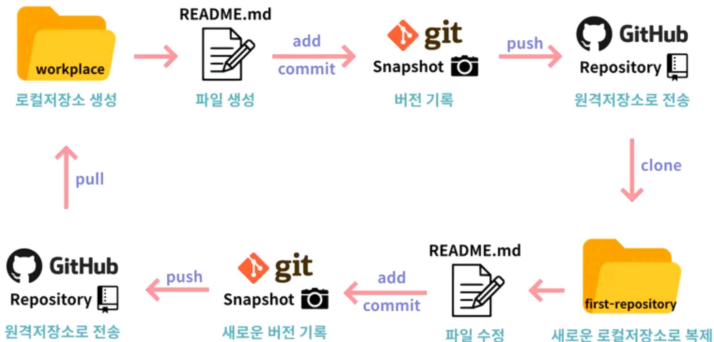 workplace
로컬저장소 생성
README.md
파일 생성
add
commit
git
Snapshot
버전 기록
push
GitHub
Repository
원격저장소로 전송
clone
first-repository
새로운 로컬저장소로 복제
README.md
파일 수정
add
commit
git
Snapshot
새로운 버전 기록
push
GitHub
Repository
원격저장소로 전송
pull